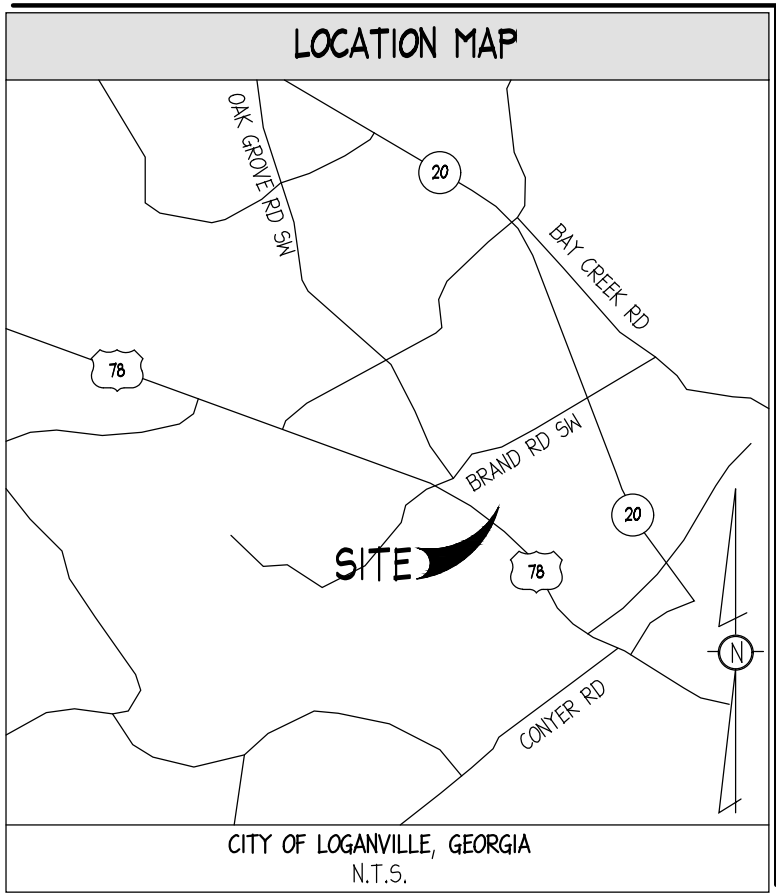 LOCATION MAP
OAK GROVE RD SW
20
BAY CREEK RD
78
BRAND RD SW
20
SITE
78
N
CONYER RD
CITY OF LOGANVILLE, GEORGIA
N.T.S.